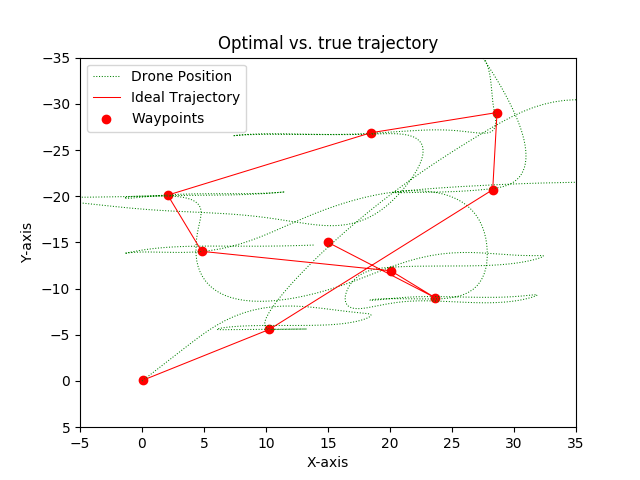 Optimal vs. true trajectory
Drone Position
Ideal Trajectory
Waypoints
Y-axis
−35
−30
−25
−20
−15
−10
−5
0
5
−5 0 5 10 15 20 25 30 35
X-axis